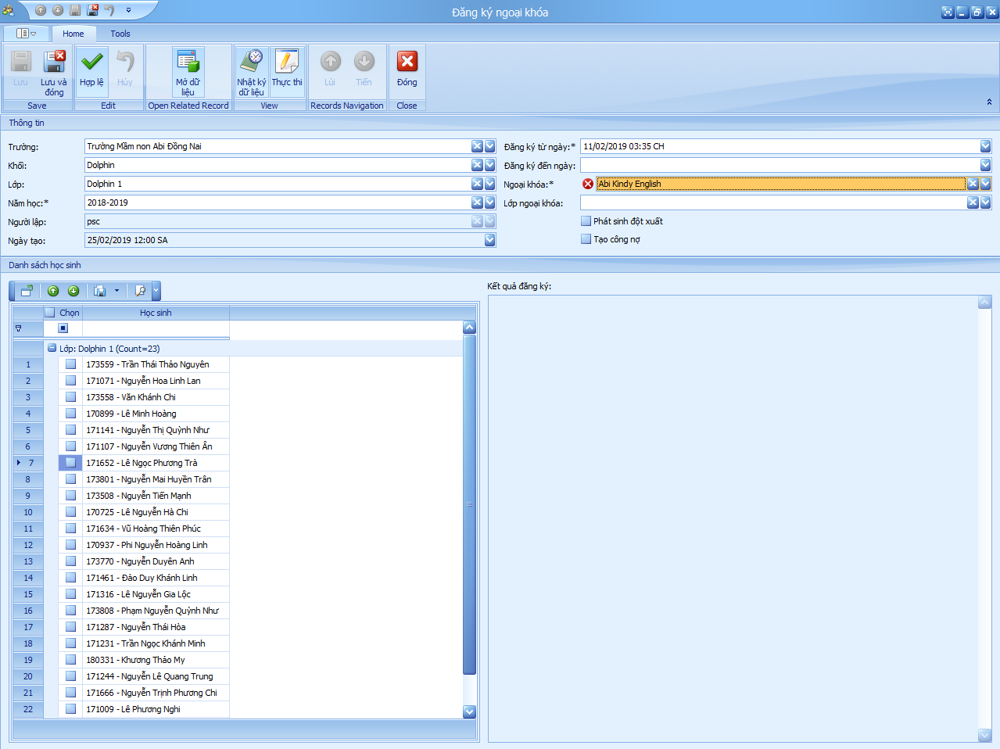 Đăng ký ngoại khóa
Home
Tools
Lưu
Lưu và đóng
Hợp lệ
Hủy
Mở dữ liệu
Nhật ký dữ liệu
Thực thi
Lùi
Tiến
Đóng
Save
Edit
Open Related Record
View
Records Navigation
Close
Thông tin
Trường:
Trường Mầm non Abi Đồng Nai
Khối:
Dolphin
Lớp:
Dolphin 1
Năm học:*
2018-2019
Người lập:
psc
Ngày tạo:
25/02/2019 12:00 SA
Đăng ký từ ngày:*
11/02/2019 03:35 CH
Đăng ký đến ngày:
Ngoại khóa:*
Abi Kindy English
Lớp ngoại khóa:
Phát sinh đột xuất
Tạo công nợ
Danh sách học sinh
Kết quả đăng ký:
Chọn
Học sinh
Lớp: Dolphin 1 (Count=23)
1 173559 - Trần Thái Thảo Nguyên
2 171071 - Nguyễn Hoa Linh Lan
3 173558 - Văn Khánh Chi
4 170899 - Lê Minh Hoàng
5 171141 - Nguyễn Thị Quỳnh Như
6 171107 - Nguyễn Vương Thiên Ân
7 171652 - Lê Ngọc Phương Trà
8 173801 - Nguyễn Mai Huyền Trân
9 173508 - Nguyễn Tiến Mạnh
10 170725 - Lê Nguyễn Hà Chi
11 171634 - Vũ Hoàng Thiên Phúc
12 170937 - Phi Nguyễn Hoàng Linh
13 173770 - Nguyễn Duyên Anh
14 171461 - Đào Duy Khánh Linh
15 171316 - Lê Nguyễn Gia Lộc
16 173808 - Phạm Nguyễn Quỳnh Như
17 171287 - Nguyễn Thái Hòa
18 171231 - Trần Ngọc Khánh Minh
19 180331 - Khương Thảo My
20 171244 - Nguyễn Lê Quang Trung
21 171666 - Nguyễn Trịnh Phương Chi
22 171009 - Lê Phương Nghi